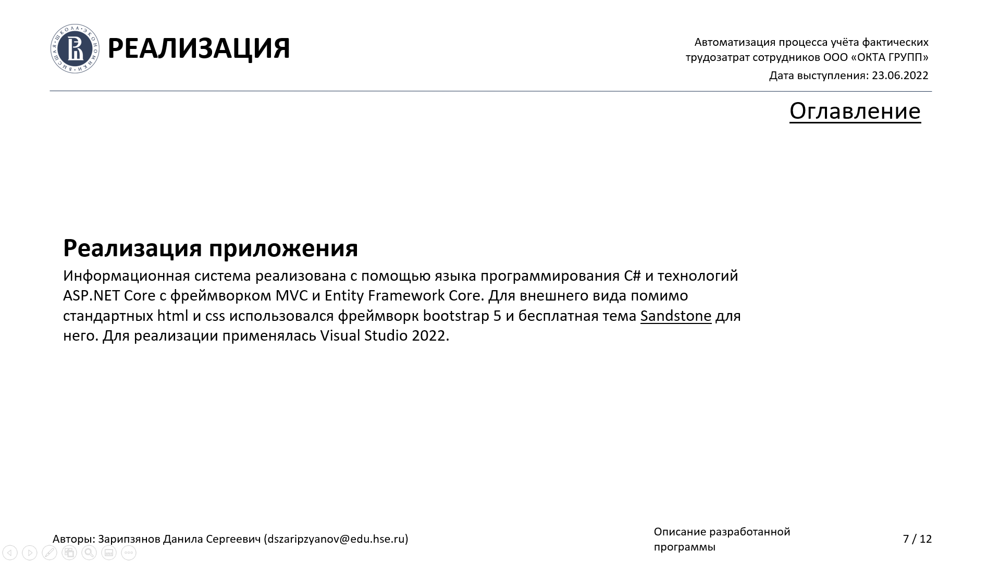 ВЫСШАЯ • ШКОЛА • ЭКОНОМИКИ
РЕАЛИЗАЦИЯ
Автоматизация процесса учёта фактических
трудозатрат сотрудников ООО «ОКТА ГРУПП»
Дата выступления: 23.06.2022
Оглавление
Реализация приложения
Информационная система реализована с помощью языка программирования C# и технологий
ASP.NET Core с фреймворком MVC и Entity Framework Core. Для внешнего вида помимо
стандартных html и css использовался фреймворк bootstrap 5 и бесплатная тема Sandstone для
него. Для реализации применялась Visual Studio 2022.
Авторы: Зарипзянов Данила Сергеевич (dszaripzyanov@edu.hse.ru)
Описание разработанной
программы
7 / 12